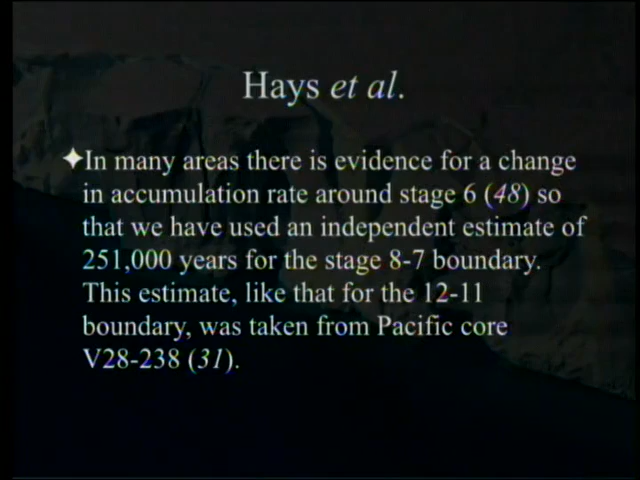 Hays et al.
✦In many areas there is evidence for a change
in accumulation rate around stage 6 (48) so
that we have used an independent estimate of
251,000 years for the stage 8-7 boundary.
This estimate, like that for the 12-11
boundary, was taken from Pacific core
V28-238 (31).